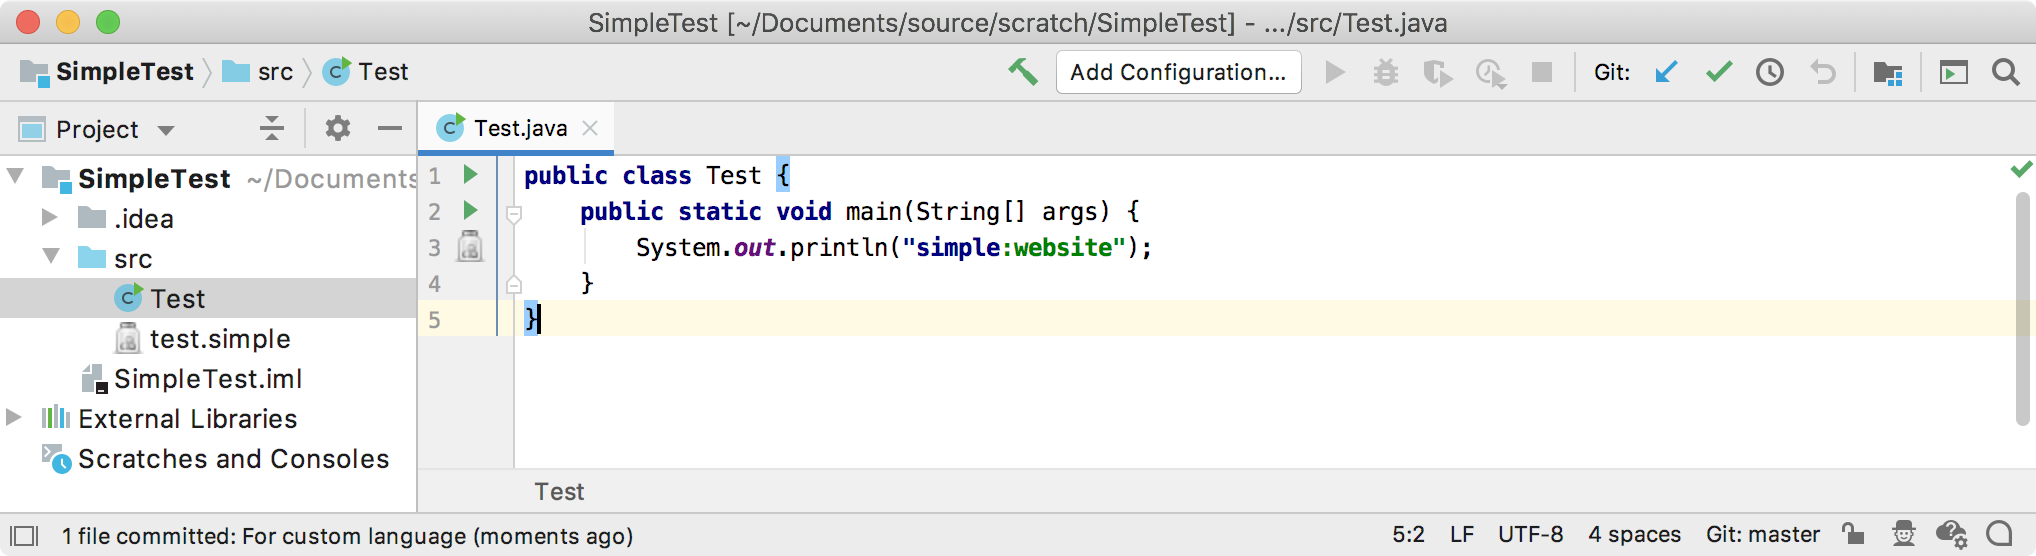 SimpleTest [~/Documents/source/scratch/SimpleTest] - .../src/Test.java
SimpleTest src Test Add Configuration... Git:
Project
Test.java
SimpleTest ~/Documents
.idea
src
Test
test.simple
SimpleTest.iml
External Libraries
Scratches and Consoles
1 public class Test {
2 public static void main(String[] args) {
3 System.out.println("simple:website");
4 }
5 }
Test
1 file committed: For custom language (moments ago) 5:2 LF UTF-8 4 spaces Git: master